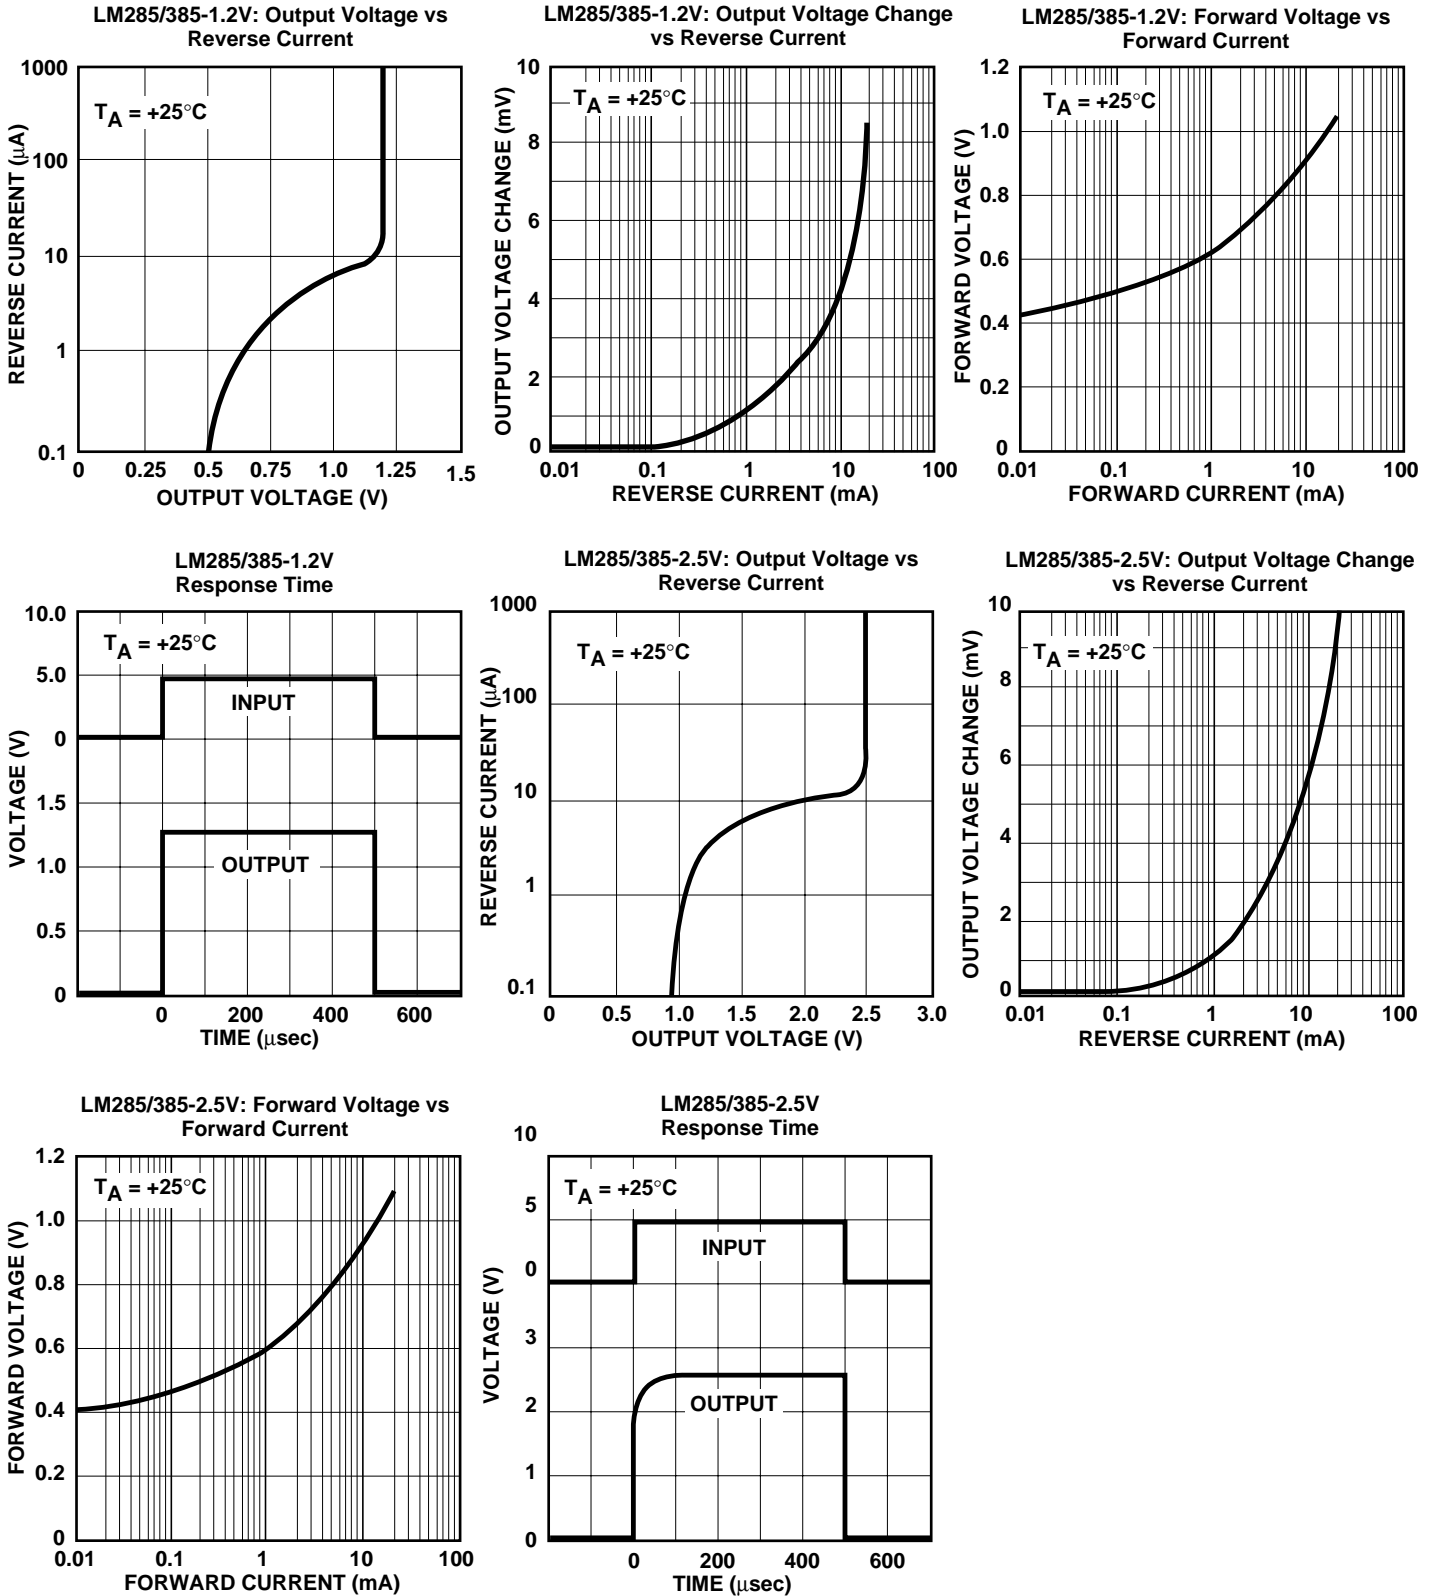 LM285/385-1.2V: Output Voltage vs
Reverse Current
1000
100
10
1
0.1
REVERSE CURRENT (μA)
TA = +25°C
0 0.25 0.5 0.75 1.0 1.25 1.5
OUTPUT VOLTAGE (V)
LM285/385-1.2V: Output Voltage Change
vs Reverse Current
10
8
6
4
2
0
OUTPUT VOLTAGE CHANGE (mV)
TA = +25°C
0.01 0.1 1 10 100
REVERSE CURRENT (mA)
LM285/385-1.2V: Forward Voltage vs
Forward Current
1.2
1.0
0.8
0.6
0.4
0.2
0
FORWARD VOLTAGE (V)
TA = +25°C
0.01 0.1 1 10 100
FORWARD CURRENT (mA)
LM285/385-1.2V
Response Time
10.0
5.0
0
1.5
1.0
0.5
0
VOLTAGE (V)
TA = +25°C
INPUT
OUTPUT
0 200 400 600
TIME (μsec)
LM285/385-2.5V: Output Voltage vs
Reverse Current
1000
100
10
1
0.1
REVERSE CURRENT (μA)
TA = +25°C
0 0.5 1.0 1.5 2.0 2.5 3.0
OUTPUT VOLTAGE (V)
LM285/385-2.5V: Output Voltage Change
vs Reverse Current
10
8
6
4
2
0
OUTPUT VOLTAGE CHANGE (mV)
TA = +25°C
0.01 0.1 1 10 100
REVERSE CURRENT (mA)
LM285/385-2.5V: Forward Voltage vs
Forward Current
1.2
1.0
0.8
0.6
0.4
0.2
0
FORWARD VOLTAGE (V)
TA = +25°C
0.01 0.1 1 10 100
FORWARD CURRENT (mA)
LM285/385-2.5V
Response Time
10
5
0
3
2
1
0
VOLTAGE (V)
TA = +25°C
INPUT
OUTPUT
0 200 400 600
TIME (μsec)